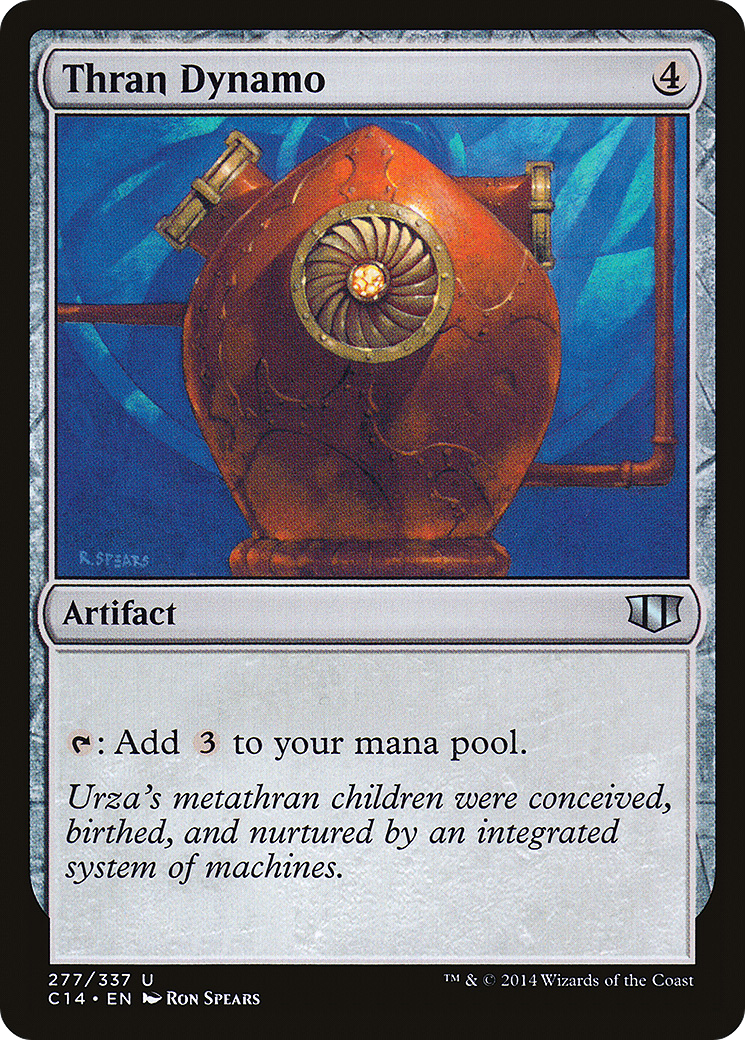 Thran Dynamo 4
R. SPEARS
Artifact
: Add 3 to your mana pool.
Urza's metathran children were conceived,
birthed, and nurtured by an integrated
system of machines.
277/337 U
C14 • EN Ron Spears
™ & © 2014 Wizards of the Coast